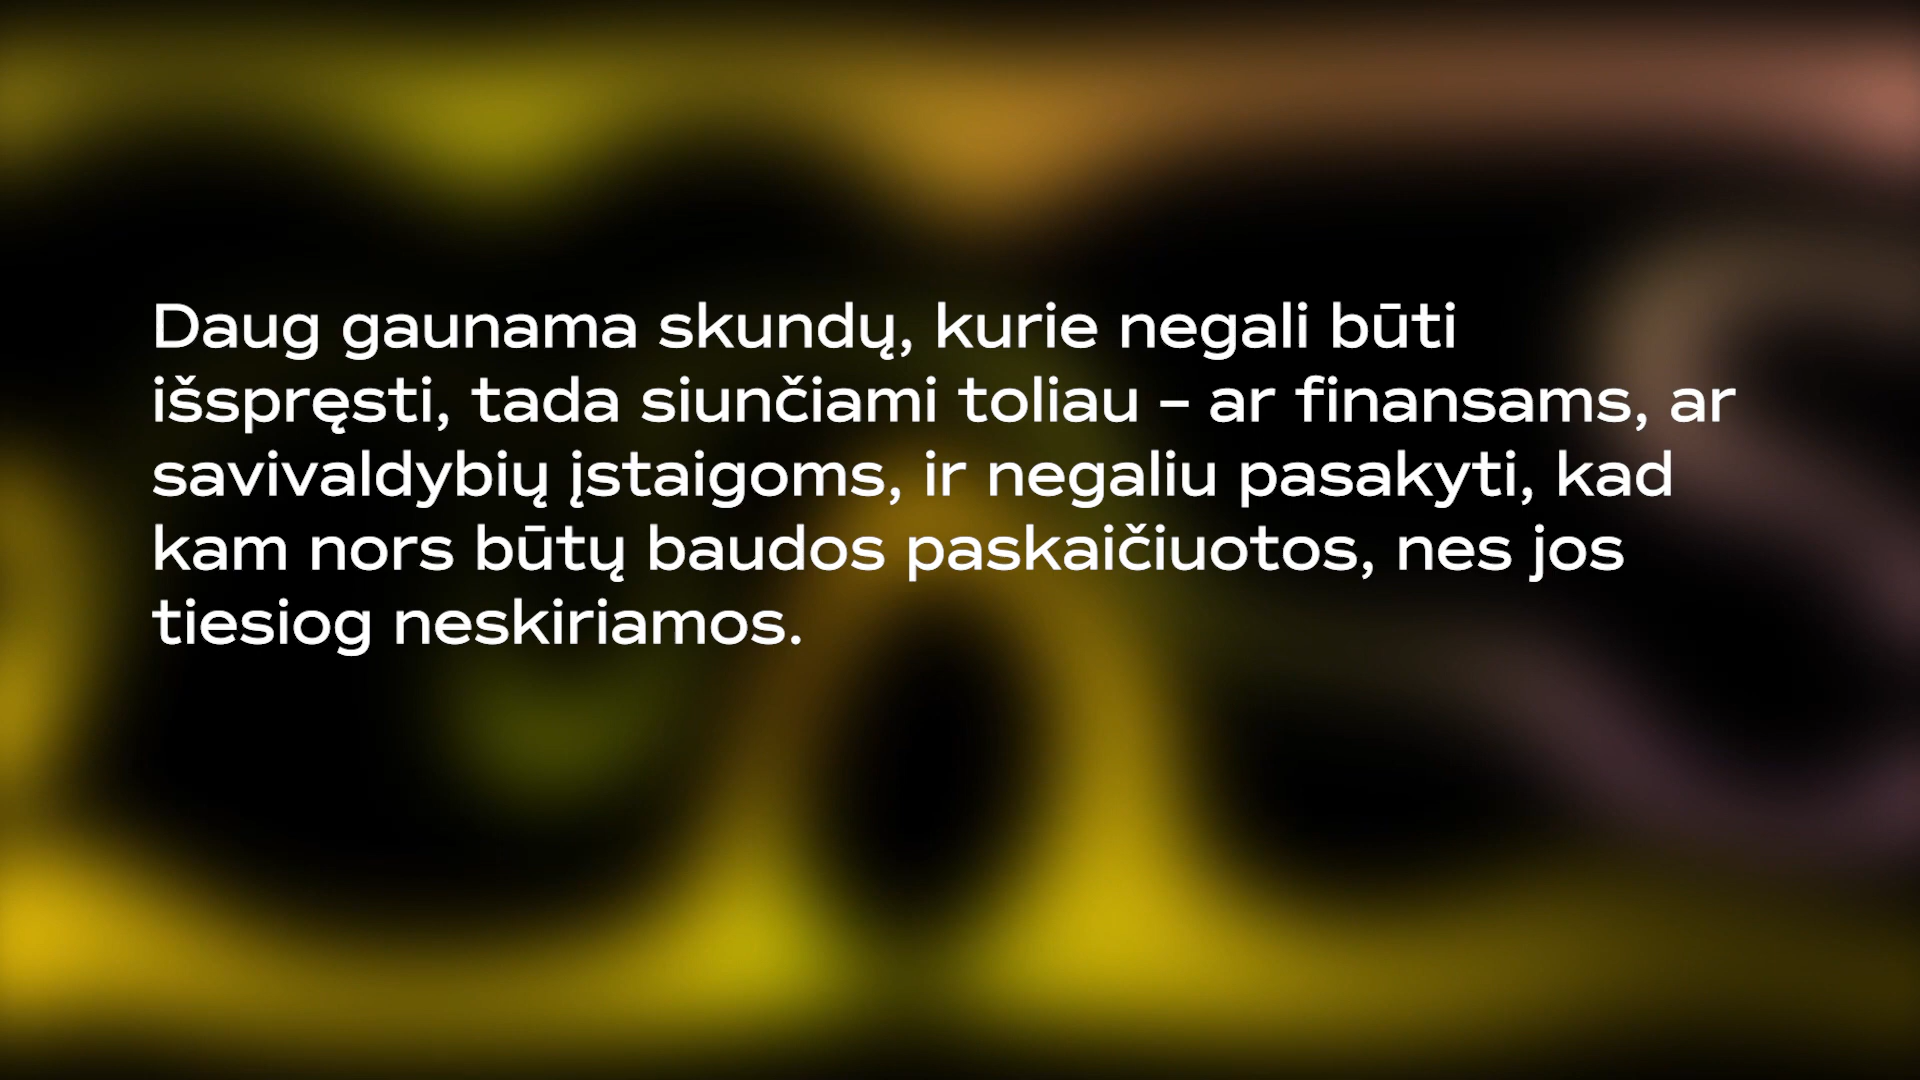 Daug gaunama skundų, kurie negali būti
išspręsti, tada siunčiami toliau – ar finansams, ar
savivaldybių įstaigoms, ir negaliu pasakyti, kad
kam nors būtų baudos paskaičiuotos, nes jos
tiesiog neskiriamos.